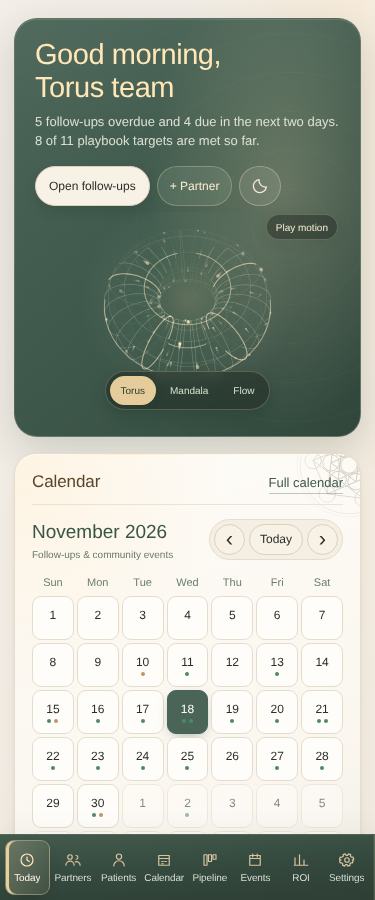 Good morning,
Torus team
5 follow-ups overdue and 4 due in the next two days.
8 of 11 playbook targets are met so far.
Open follow-ups
+ Partner
Play motion
Torus
Mandala
Flow
Calendar
Full calendar
November 2026
Follow-ups & community events
‹
Today
›
Sun Mon Tue Wed Thu Fri Sat
1 2 3 4 5 6 7
8 9 10 11 12 13 14
15 16 17 18 19 20 21
22 23 24 25 26 27 28
29 30 1 2 3 4 5
Today Partners Patients Calendar Pipeline Events ROI Settings